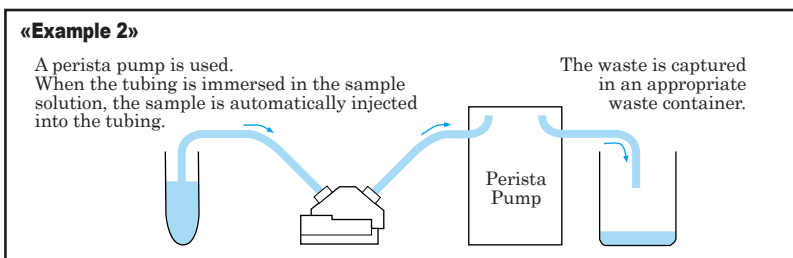 «Example 2»
A perista pump is used.
When the tubing is immersed in the sample
solution, the sample is automatically injected
into the tubing.
The waste is captured
in an appropriate
waste container.
Perista
Pump